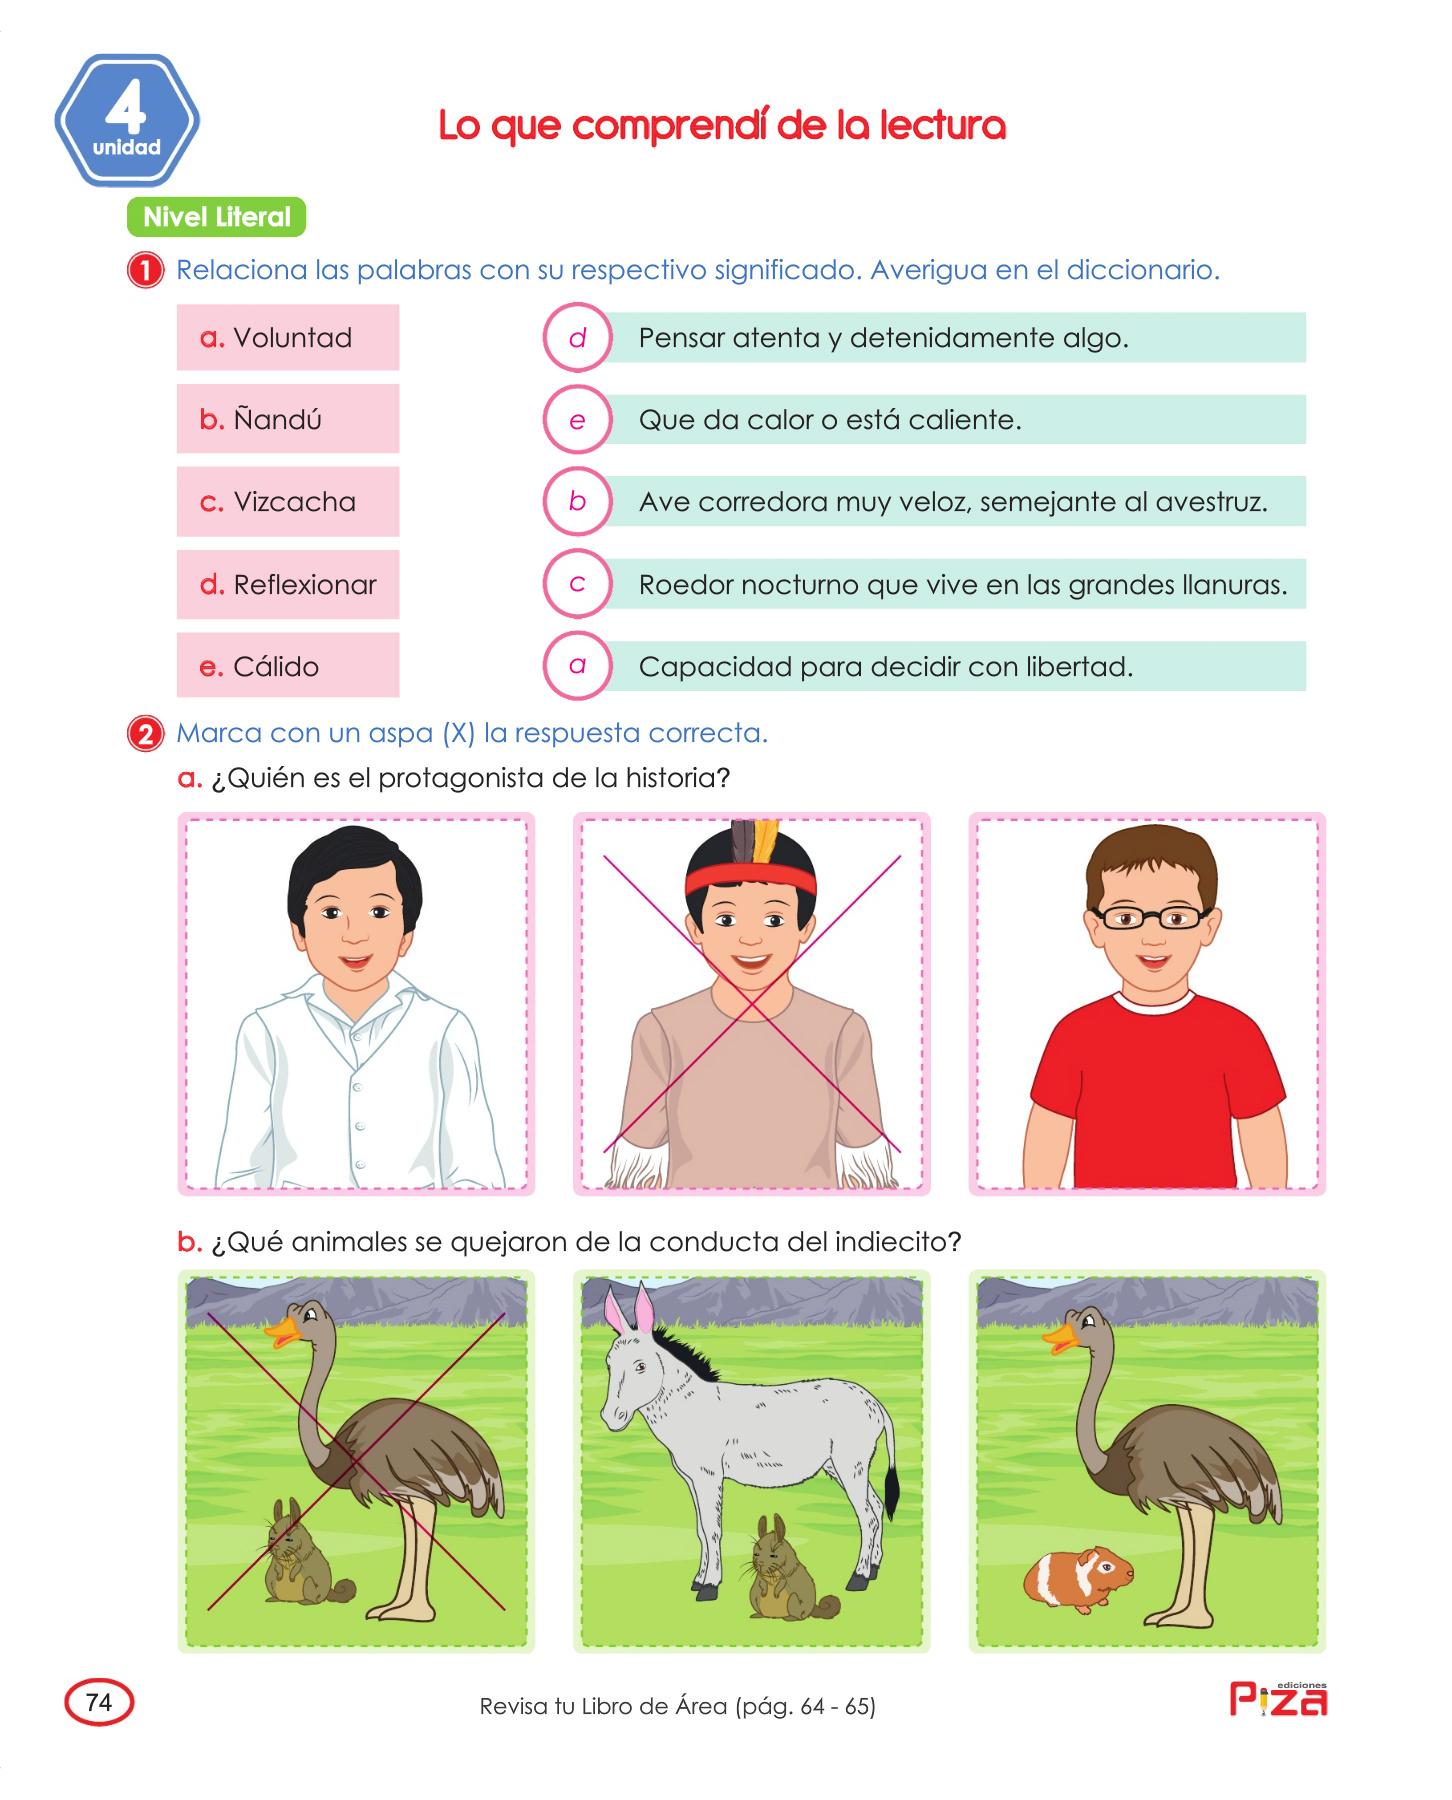 4
unidad
Lo que comprendí de la lectura
Nivel Literal
1 Relaciona las palabras con su respectivo significado. Averigua en el diccionario.
a. Voluntad
d Pensar atenta y detenidamente algo.
b. Ñandú
e Que da calor o está caliente.
c. Vizcacha
b Ave corredora muy veloz, semejante al avestruz.
d. Reflexionar
c Roedor nocturno que vive en las grandes llanuras.
e. Cálido
a Capacidad para decidir con libertad.
2 Marca con un aspa (X) la respuesta correcta.
a. ¿Quién es el protagonista de la historia?
b. ¿Qué animales se quejaron de la conducta del indiecito?
74
Revisa tu Libro de Área (pág. 64 - 65)
ediciones
Piza